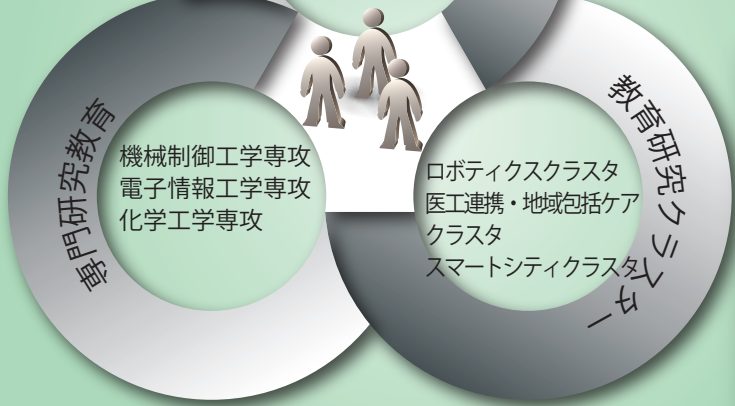 専門研究教育
機械制御工学専攻
電子情報工学専攻
化学工学専攻
教育研究クラスター
ロボティクスクラスタ
医工連携・地域包括ケア
クラスタ
スマートシティクラスタ